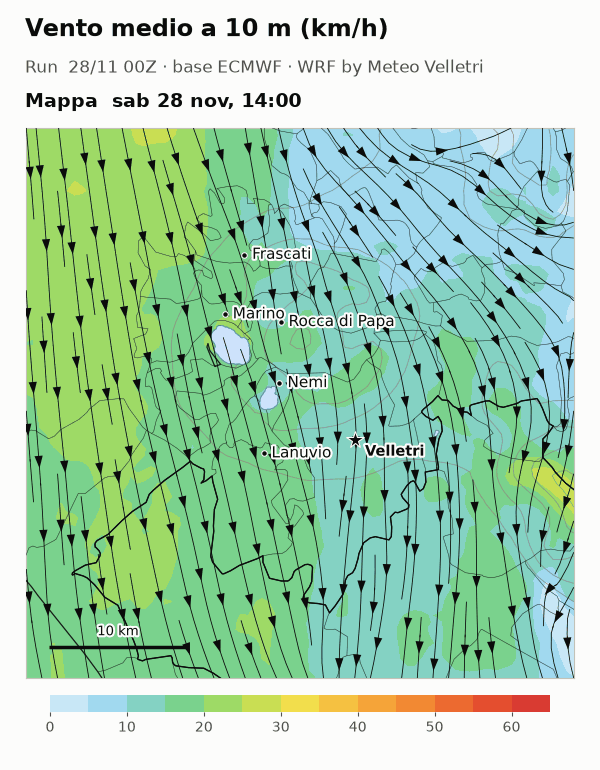 Vento medio a 10 m (km/h)
Run  28/11 00Z · base ECMWF · WRF by Meteo Velletri
Mappa  sab 28 nov, 14:00
Frascati
Marino
Rocca di Papa
Nemi
Velletri
Lanuvio
10 km
0 10 20 30 40 50 60